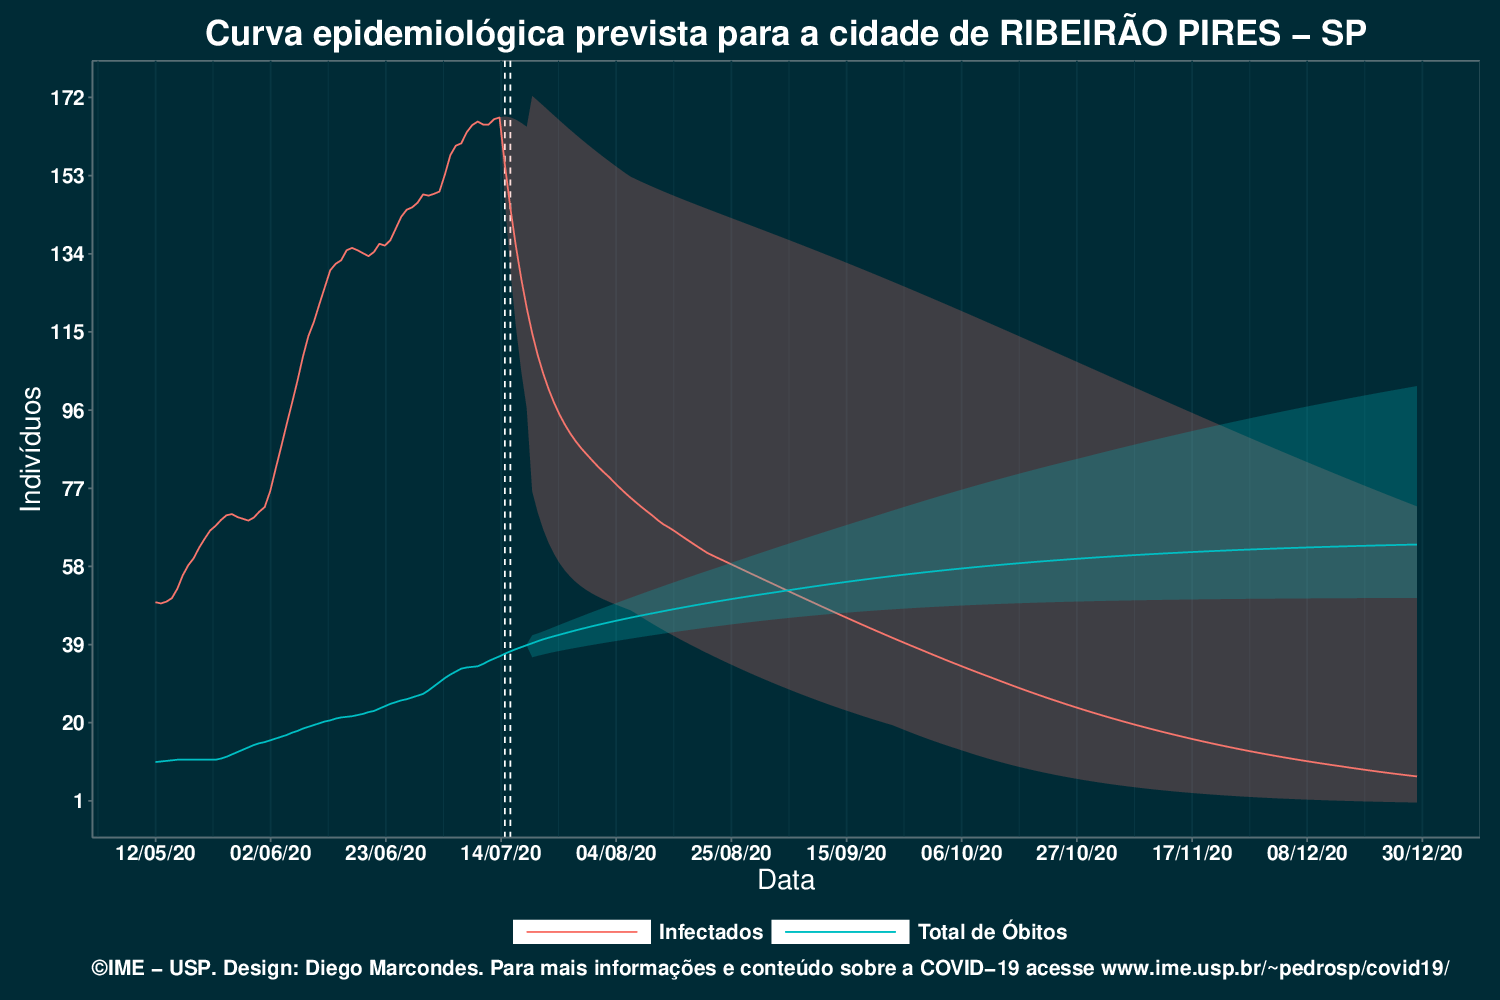 Curva epidemiológica prevista para a cidade de RIBEIRÃO PIRES – SP
Indivíduos
172
153
134
115
96
77
58
39
20
1
12/05/20 02/06/20 23/06/20 14/07/20 04/08/20 25/08/20 15/09/20 06/10/20 27/10/20 17/11/20 08/12/20 30/12/20
Data
Infectados Total de Óbitos
©IME – USP. Design: Diego Marcondes. Para mais informações e conteúdo sobre a COVID–19 acesse www.ime.usp.br/~pedrosp/covid19/